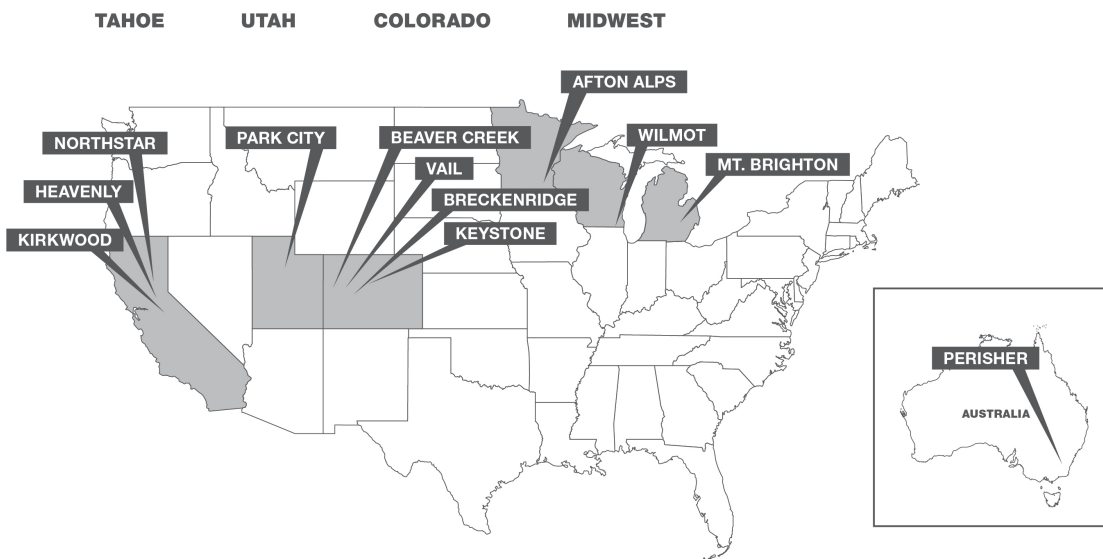 TAHOE UTAH COLORADO MIDWEST
AFTON ALPS
NORTHSTAR
PARK CITY
BEAVER CREEK
WILMOT
VAIL
MT. BRIGHTON
HEAVENLY
BRECKENRIDGE
KIRKWOOD
KEYSTONE
PERISHER
AUSTRALIA